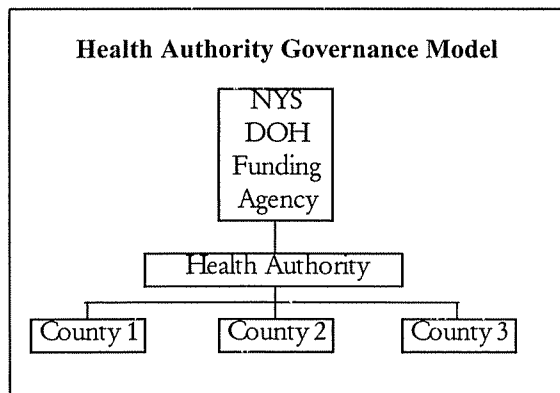 Health Authority Governance Model
NYS
DOH
Funding
Agency
Health Authority
County 1 County 2 County 3